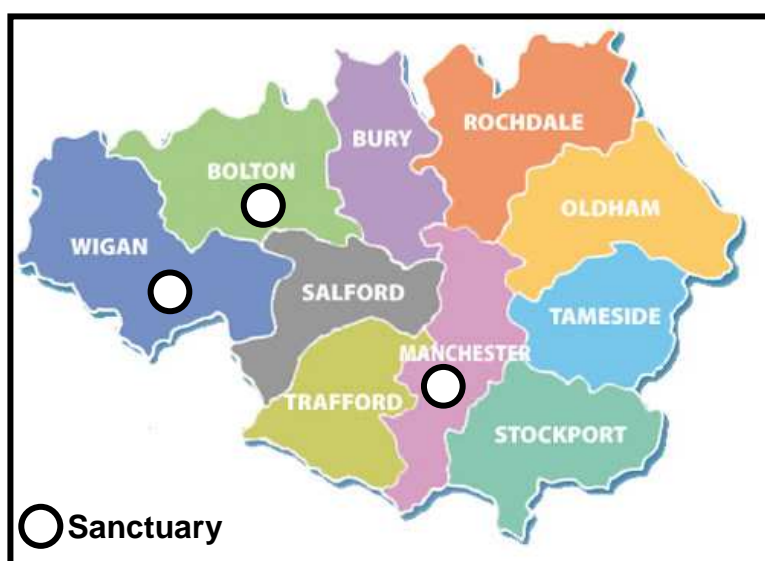 ROCHDALE
BURY
BOLTON
OLDHAM
WIGAN
SALFORD
TAMESIDE
MANCHESTER
TRAFFORD
STOCKPORT
Sanctuary